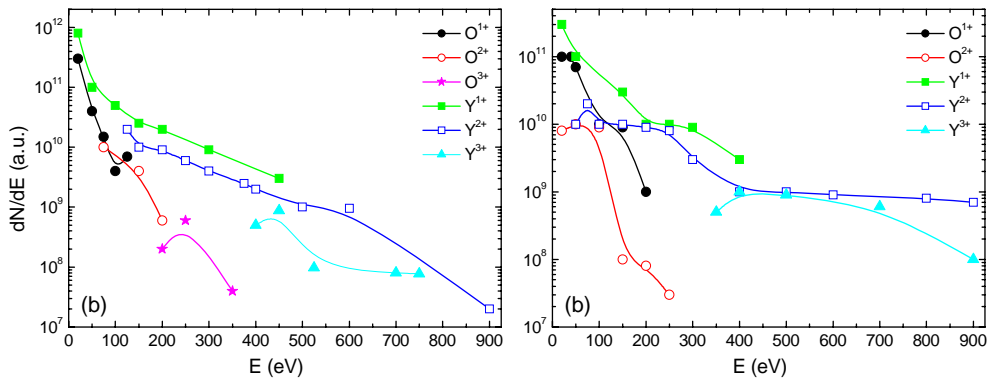 dN/dE (a.u.)
10¹²
10¹¹
10¹⁰
10⁹
10⁸
10⁷
0 100 200 300 400 500 600 700 800 900
E (eV)
(b)
O¹⁺
O²⁺
O³⁺
Y¹⁺
Y²⁺
Y³⁺
10¹¹
10¹⁰
10⁹
10⁸
10⁷
0 100 200 300 400 500 600 700 800 900
E (eV)
(b)
O¹⁺
O²⁺
Y¹⁺
Y²⁺
Y³⁺